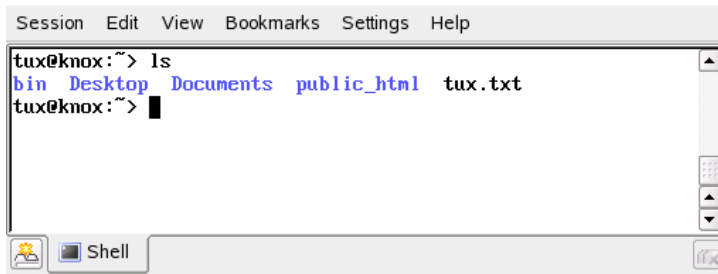 Session Edit View Bookmarks Settings Help
tux@knox:~> ls
bin Desktop Documents public_html tux.txt
tux@knox:~>
Shell